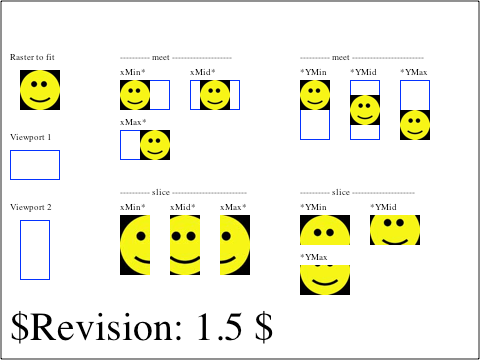 Raster to fit
Viewport 1
Viewport 2
---------- meet --------------------
xMin*
xMid*
xMax*
---------- meet ---------------------------------
*YMin
*YMid
*YMax
---------- slice -------------------------
xMin*
xMid*
xMax*
---------- slice ---------------------
*YMin
*YMid
*YMax
$Revision: 1.5 $